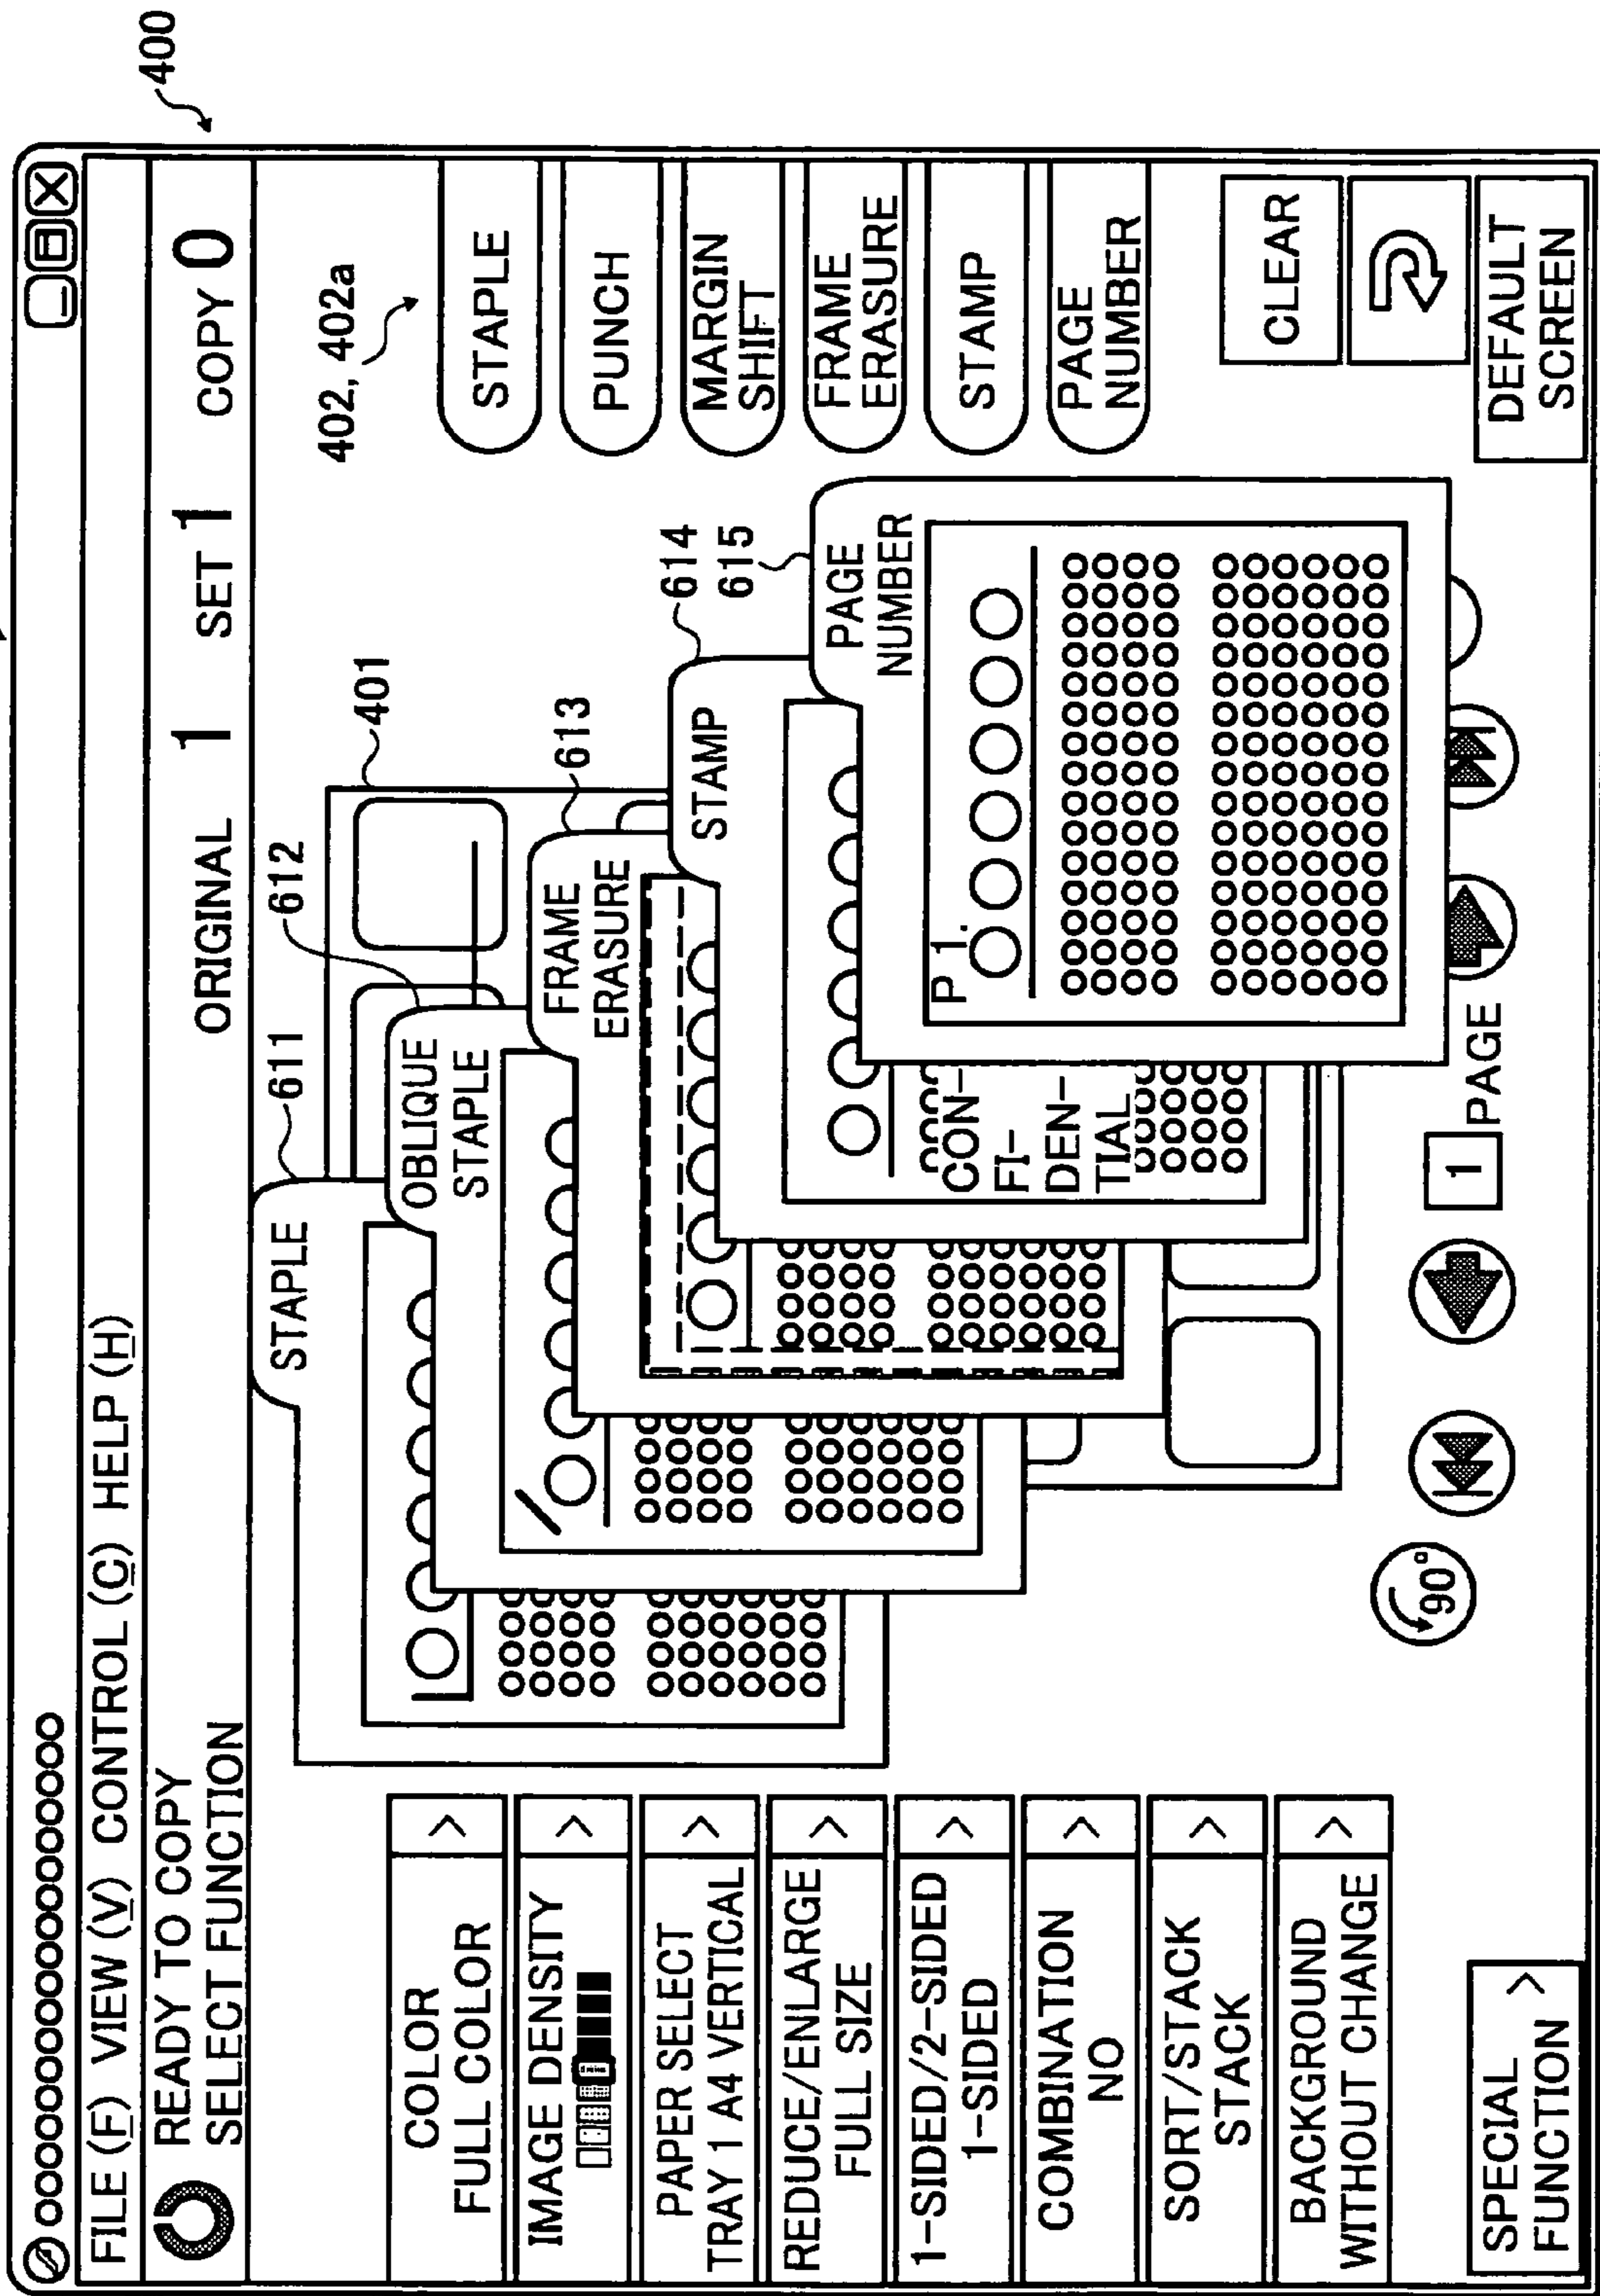 400
FILE (F) VIEW (V) CONTROL (C) HELP (H)
READY TO COPY
SELECT FUNCTION
ORIGINAL 1 SET 1 COPY 0
COLOR
FULL COLOR
IMAGE DENSITY
PAPER SELECT
TRAY 1 A4 VERTICAL
REDUCE/ENLARGE
FULL SIZE
1-SIDED/2-SIDED
1-SIDED
COMBINATION
NO
SORT/STACK
STACK
BACKGROUND
WITHOUT CHANGE
SPECIAL
FUNCTION
611
STAPLE
612
OBLIQUE
STAPLE
401
613
FRAME
ERASURE
614
STAMP
CON-
FI-
DEN-
TIAL
615
PAGE
NUMBER
P 1.
90°
1 PAGE
402, 402a
STAPLE
PUNCH
MARGIN
SHIFT
FRAME
ERASURE
STAMP
PAGE
NUMBER
CLEAR
DEFAULT
SCREEN